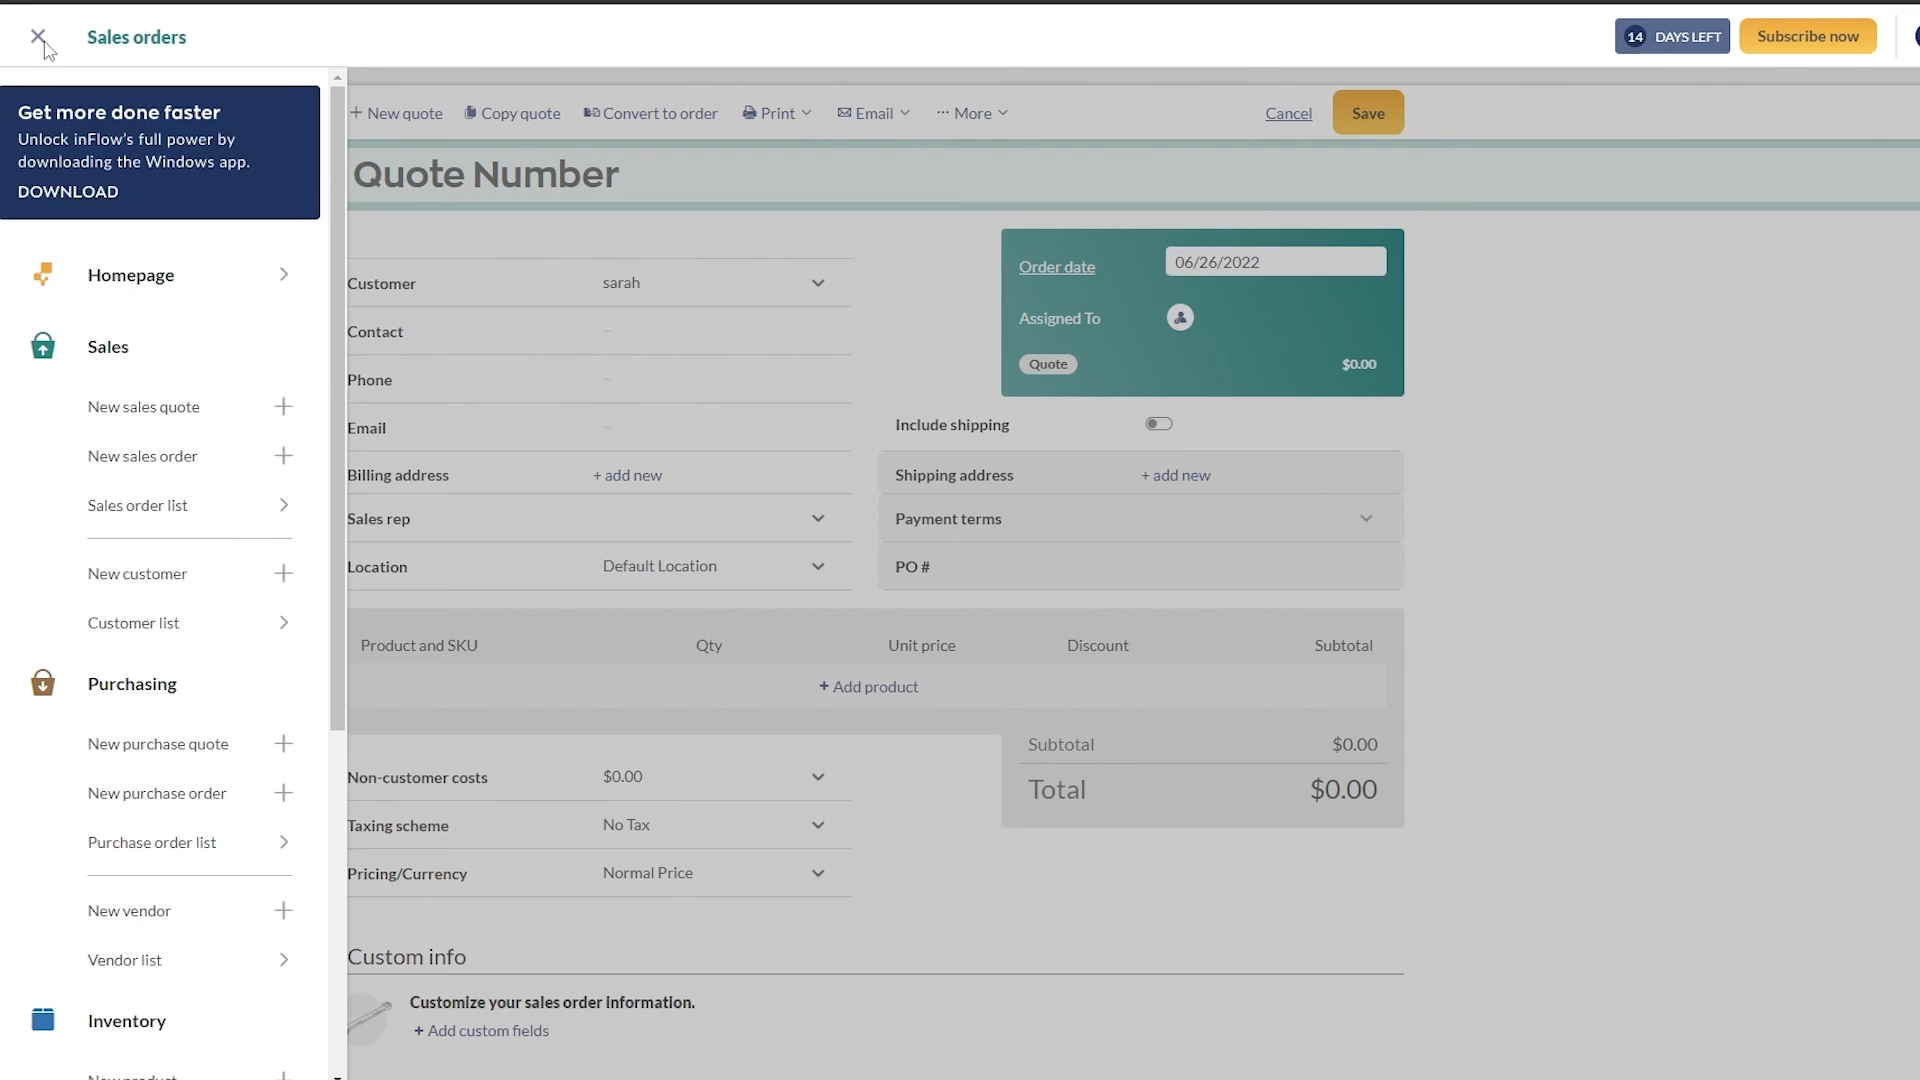 Sales orders
14 DAYS LEFT
Subscribe now
Get more done faster
Unlock inFlow's full power by
downloading the Windows app.
DOWNLOAD
Homepage
Sales
New sales quote
New sales order
Sales order list
New customer
Customer list
Purchasing
New purchase quote
New purchase order
Purchase order list
New vendor
Vendor list
Inventory
New product
+ New quote
Copy quote
Convert to order
Print
Email
More
Cancel
Save
Quote Number
Customer sarah
Contact –
Phone –
Email –
Billing address + add new
Sales rep
Location Default Location
Order date 06/26/2022
Assigned To
Quote $0.00
Include shipping
Shipping address + add new
Payment terms
PO #
Product and SKU Qty Unit price Discount Subtotal
+ Add product
Subtotal $0.00
Total $0.00
Non-customer costs $0.00
Taxing scheme No Tax
Pricing/Currency Normal Price
Custom info
Customize your sales order information.
+ Add custom fields